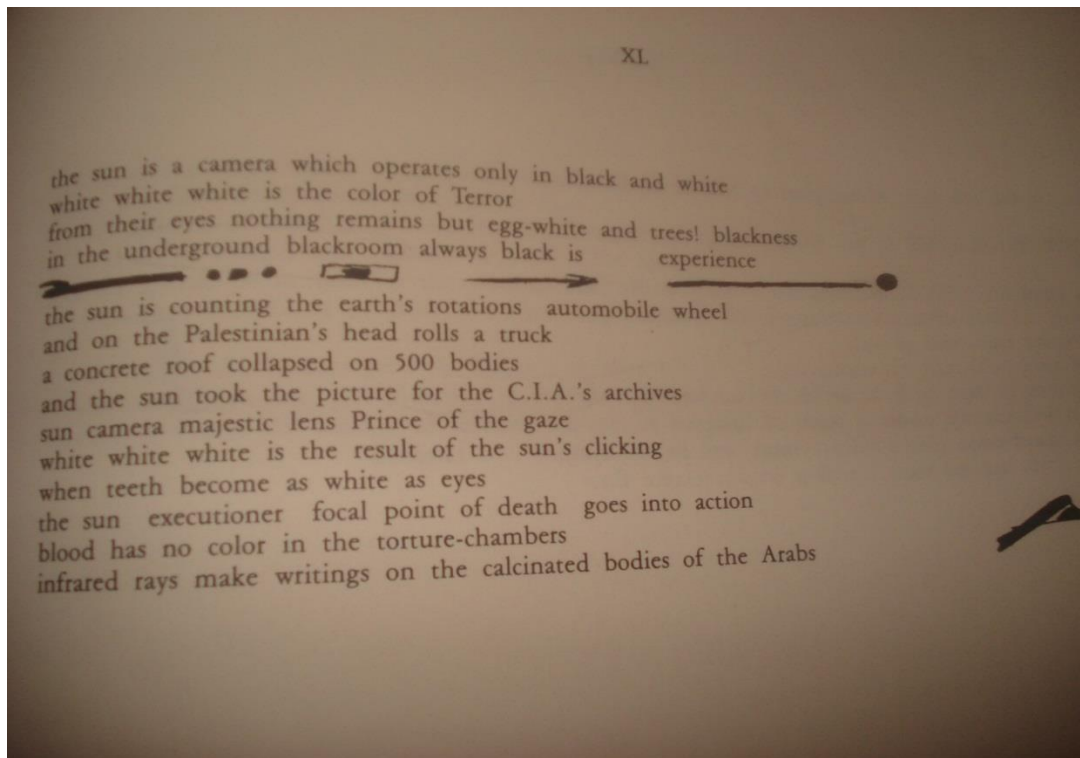 XL
the sun is a camera which operates only in black and white
white white white is the color of Terror
from their eyes nothing remains but egg-white and trees! blackness
in the underground blackroom always black is experience
the sun is counting the earth's rotations automobile wheel
and on the Palestinian's head rolls a truck
a concrete roof collapsed on 500 bodies
and the sun took the picture for the C.I.A.'s archives
sun camera majestic lens Prince of the gaze
white white white is the result of the sun's clicking
when teeth become as white as eyes
the sun executioner focal point of death goes into action
blood has no color in the torture-chambers
infrared rays make writings on the calcinated bodies of the Arabs